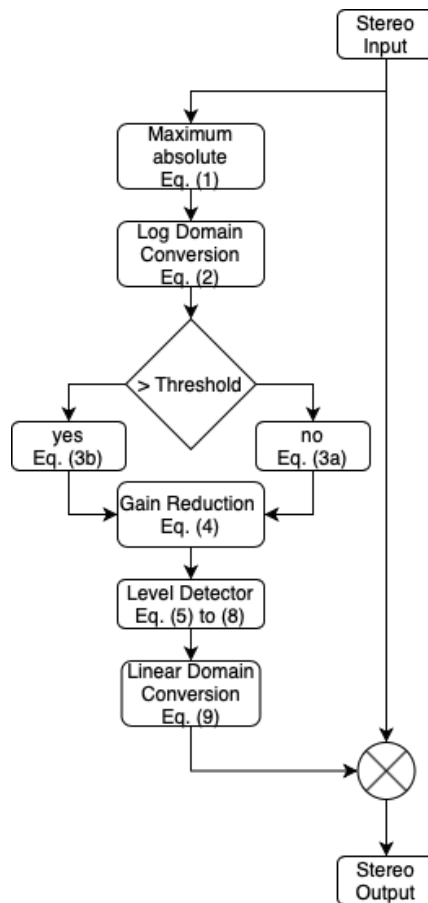 Stereo
Input
Maximum
absolute
Eq. (1)
Log Domain
Conversion
Eq. (2)
> Threshold
yes
Eq. (3b)
no
Eq. (3a)
Gain Reduction
Eq. (4)
Level Detector
Eq. (5) to (8)
Linear Domain
Conversion
Eq. (9)
Stereo
Output